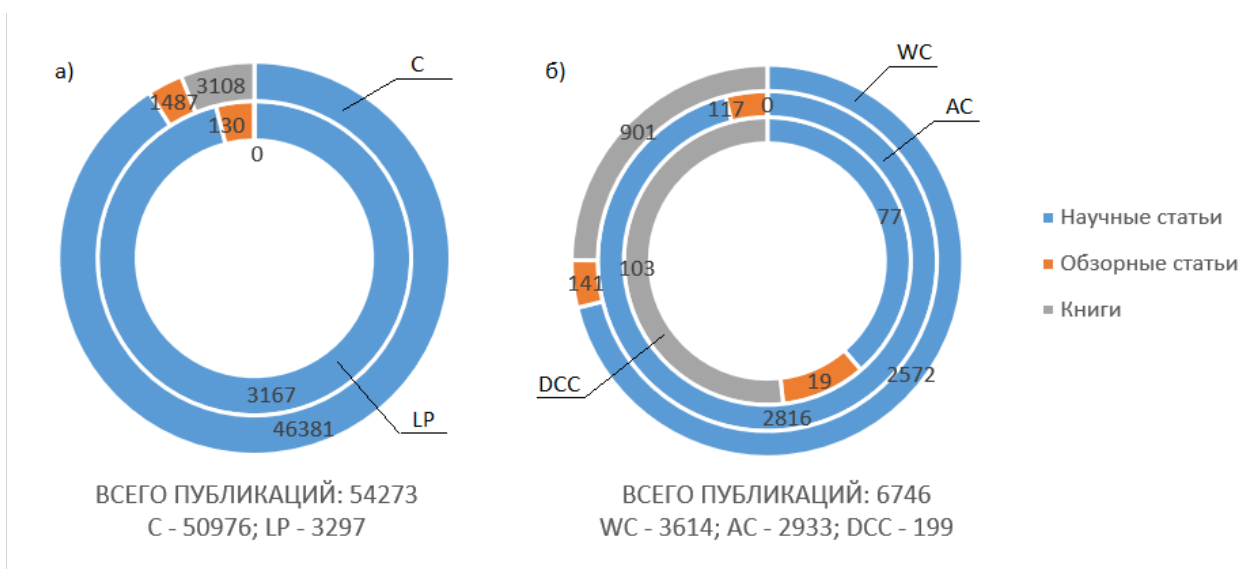 а)
C
3108
1487
130
0
3167
46381
LP
ВСЕГО ПУБЛИКАЦИЙ: 54273
C - 50976; LP - 3297
б)
WC
AC
117
0
901
77
103
141
DCC
19
2572
2816
ВСЕГО ПУБЛИКАЦИЙ: 6746
WC - 3614; AC - 2933; DCC - 199
Научные статьи
Обзорные статьи
Книги